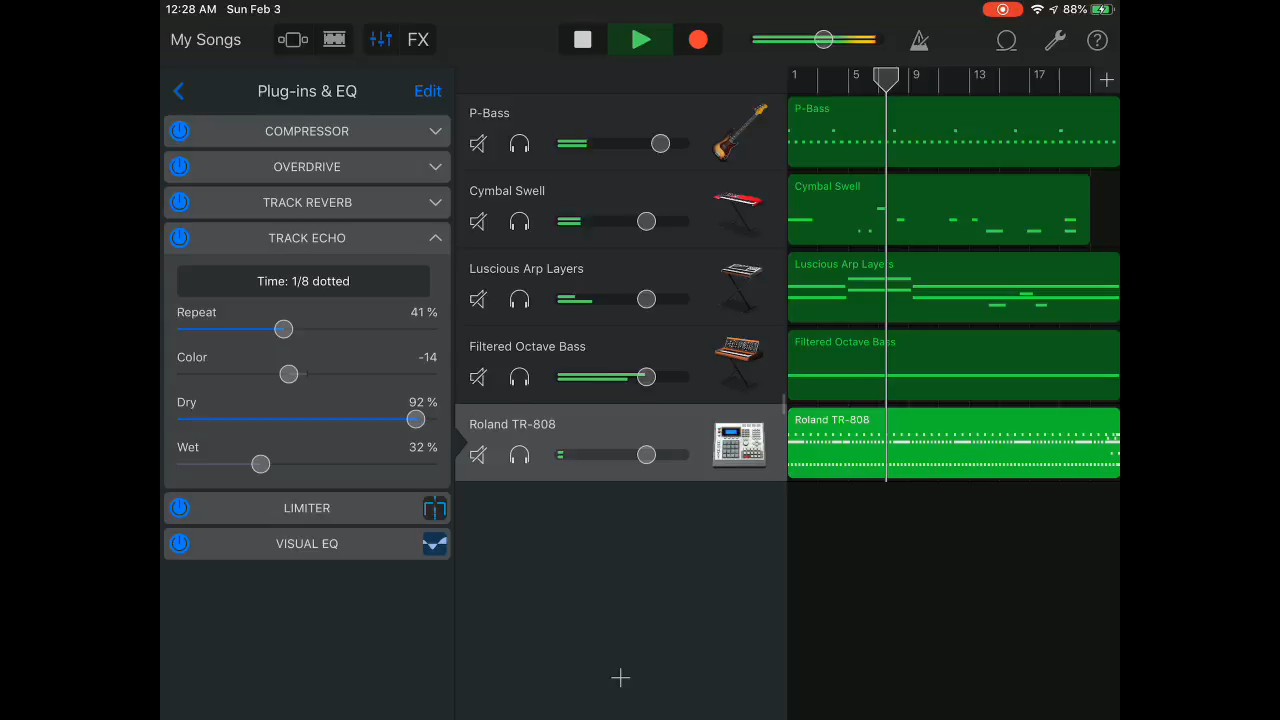 12:28 AM Sun Feb 3
88%
My Songs
FX
Plug-ins & EQ
Edit
COMPRESSOR
OVERDRIVE
TRACK REVERB
TRACK ECHO
Time: 1/8 dotted
Repeat 41 %
Color -14
Dry 92 %
Wet 32 %
LIMITER
VISUAL EQ
P-Bass
Cymbal Swell
Luscious Arp Layers
Filtered Octave Bass
Roland TR-808
1 5 9 13 17
P-Bass
Cymbal Swell
Luscious Arp Layers
Filtered Octave Bass
Roland TR-808